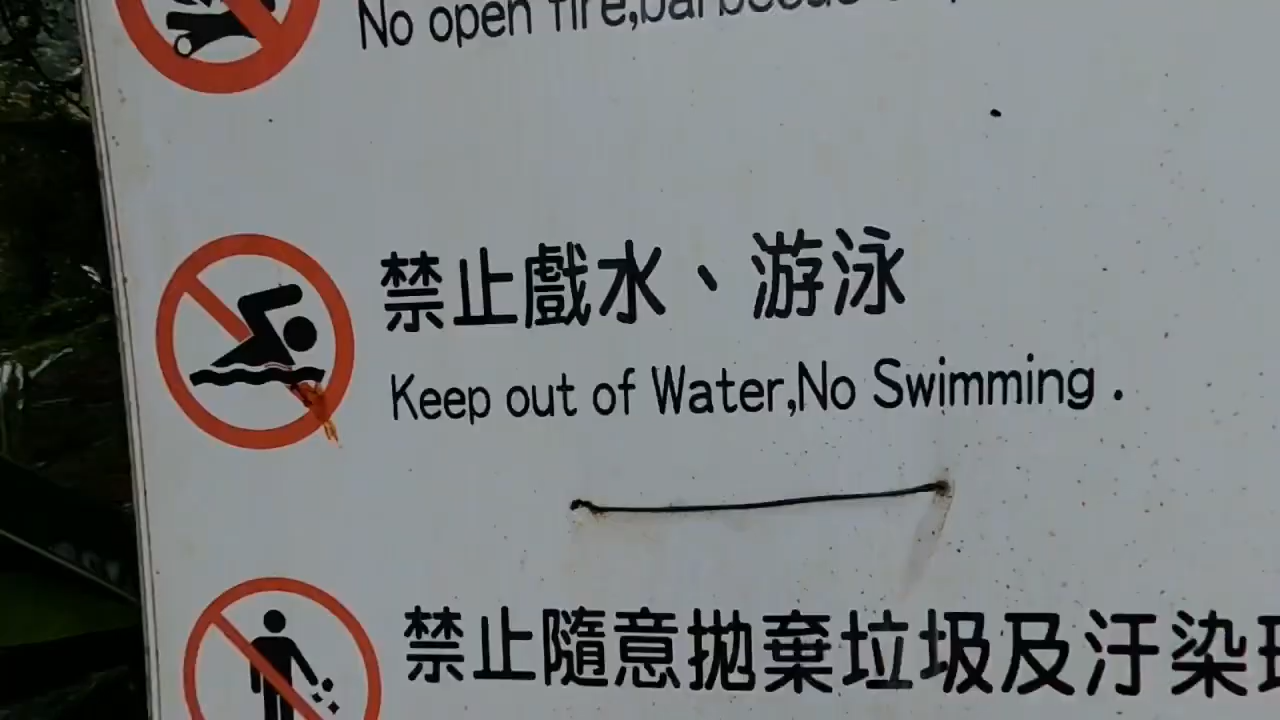 No open fire,barbecue
禁止戲水、游泳
Keep out of Water,No Swimming .
禁止隨意拋棄垃圾及汙染